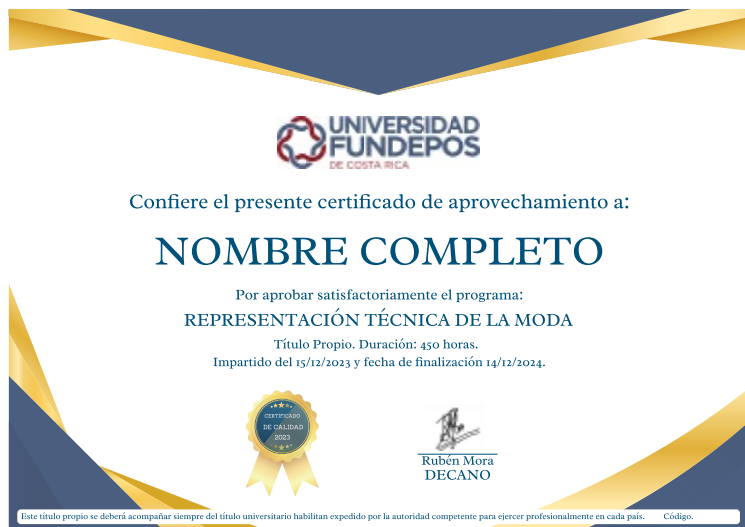 UNIVERSIDAD
FUNDEPOS
DE COSTA RICA
Confiere el presente certificado de aprovechamiento a:
NOMBRE COMPLETO
Por aprobar satisfactoriamente el programa:
REPRESENTACIÓN TÉCNICA DE LA MODA
Título Propio. Duración: 450 horas.
Impartido del 15/12/2023 y fecha de finalización 14/12/2024.
CERTIFICADO
DE CALIDAD
2023
Rubén Mora
DECANO
Este título propio se deberá acompañar siempre del título universitario habilitan expedido por la autoridad competente para ejercer profesionalmente en cada país. Código.